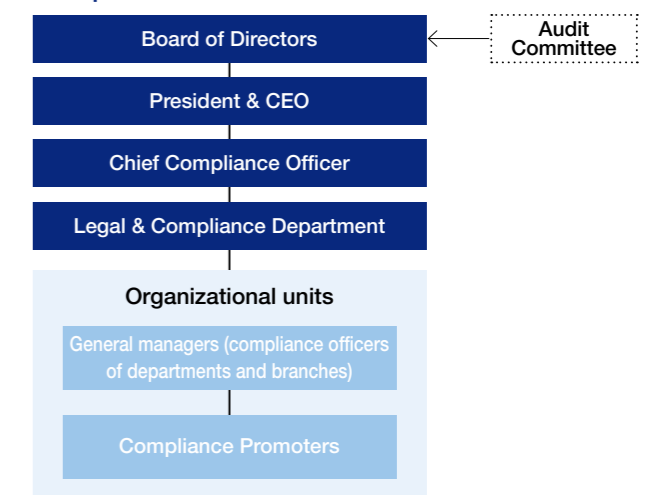 Board of Directors
Audit
Committee
President & CEO
Chief Compliance Officer
Legal & Compliance Department
Organizational units
General managers (compliance officers
of departments and branches)
Compliance Promoters